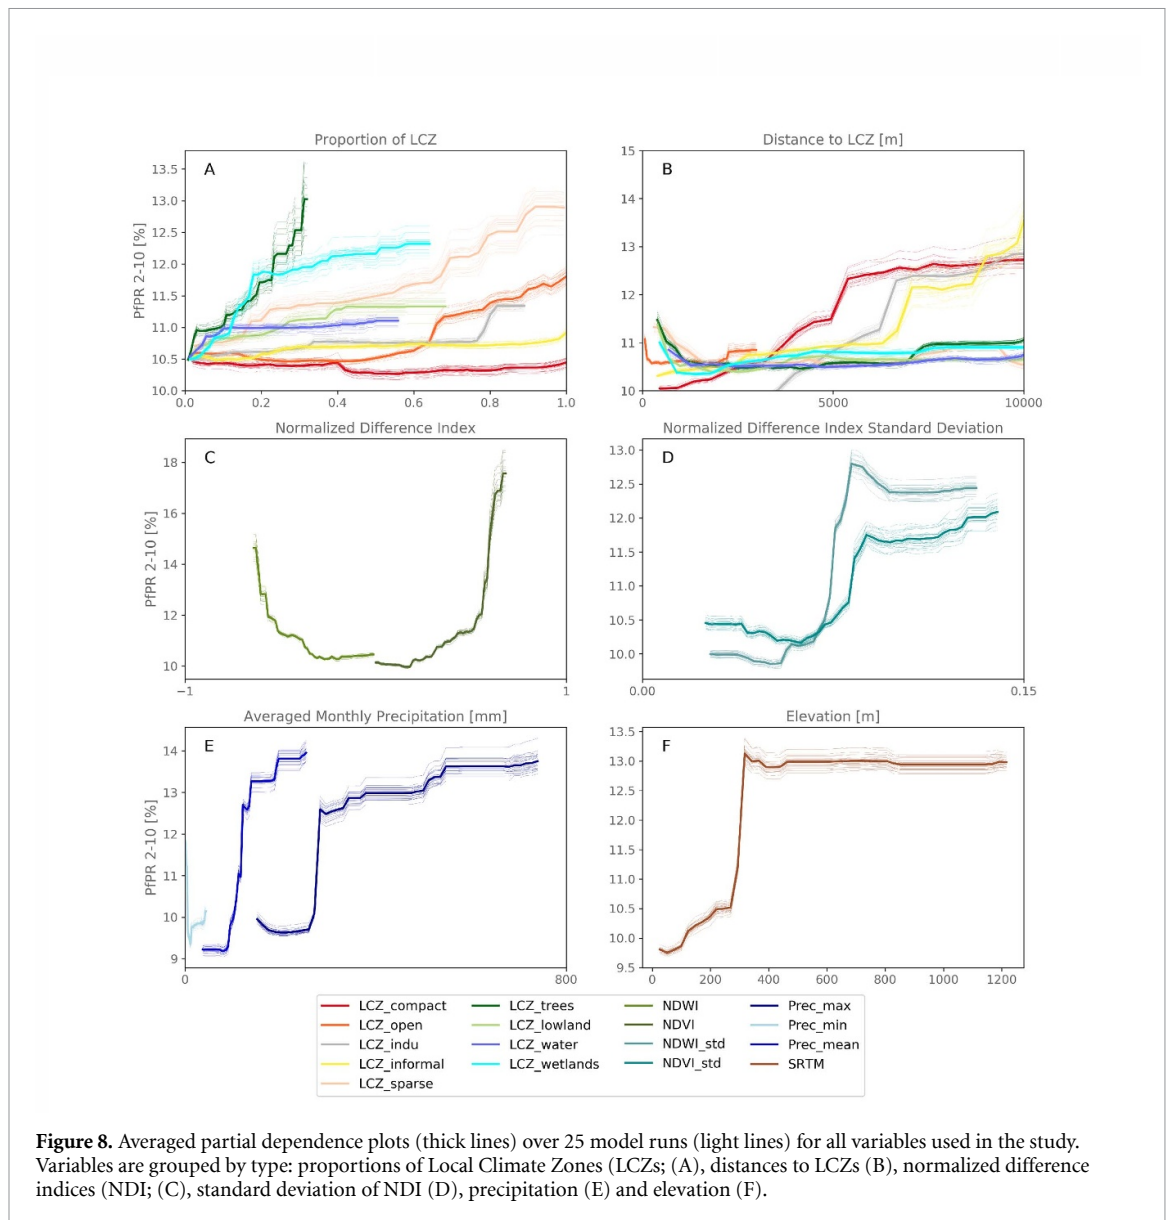 Proportion of LCZ
A
PfPR 2-10 [%]
13.5
13.0
12.5
12.0
11.5
11.0
10.5
10.0
0.0 0.2 0.4 0.6 0.8 1.0
Distance to LCZ [m]
B
15
14
13
12
11
10
0 5000 10000
Normalized Difference Index
C
PfPR 2-10 [%]
18
16
14
12
10
−1 1
Normalized Difference Index Standard Deviation
D
13.0
12.5
12.0
11.5
11.0
10.5
10.0
0.00 0.15
Averaged Monthly Precipitation [mm]
E
PfPR 2-10 [%]
14
13
12
11
10
9
0 800
Elevation [m]
F
13.5
13.0
12.5
12.0
11.5
11.0
10.5
10.0
9.5
0 200 400 600 800 1000 1200
LCZ_compact
LCZ_open
LCZ_indu
LCZ_informal
LCZ_sparse
LCZ_trees
LCZ_lowland
LCZ_water
LCZ_wetlands
NDWI
NDVI
NDWI_std
NDVI_std
Prec_max
Prec_min
Prec_mean
SRTM
Figure 8. Averaged partial dependence plots (thick lines) over 25 model runs (light lines) for all variables used in the study.
Variables are grouped by type: proportions of Local Climate Zones (LCZs; (A), distances to LCZs (B), normalized difference
indices (NDI; (C), standard deviation of NDI (D), precipitation (E) and elevation (F).